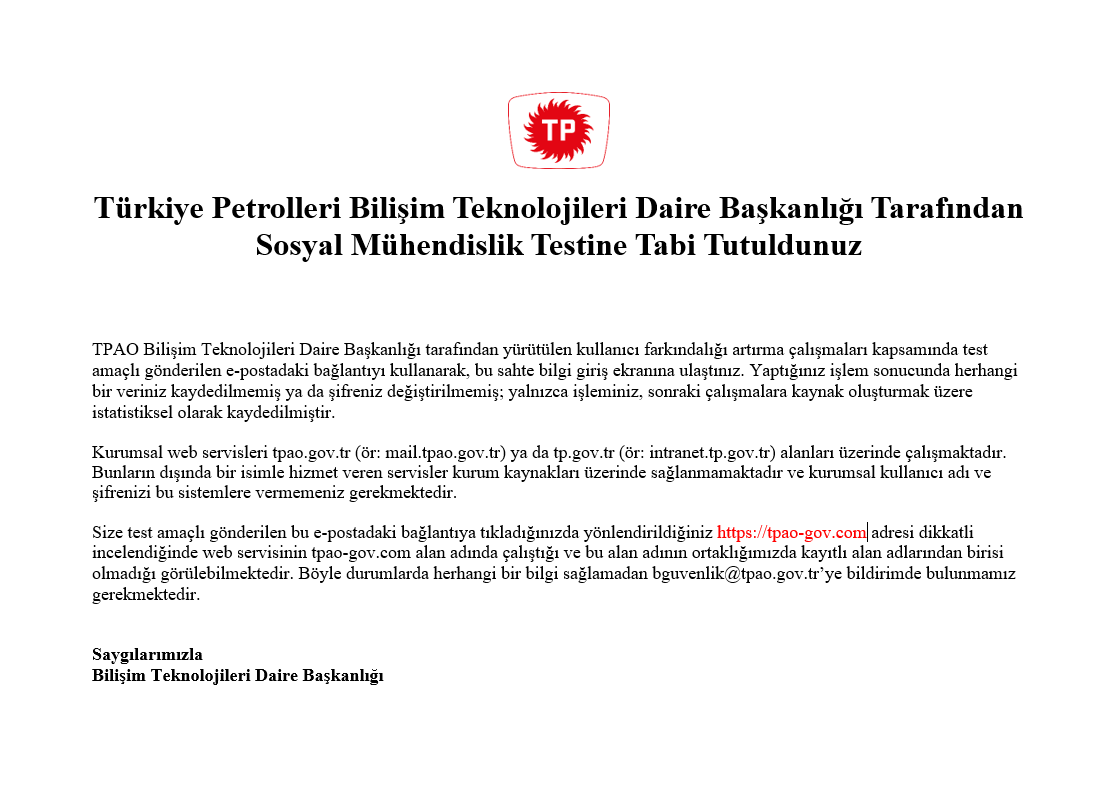 TP
Türkiye Petrolleri Bilişim Teknolojileri Daire Başkanlığı Tarafından
Sosyal Mühendislik Testine Tabi Tutuldunuz
TPAO Bilişim Teknolojileri Daire Başkanlığı tarafından yürütülen kullanıcı farkındalığı artırma çalışmaları kapsamında test
amaçlı gönderilen e-postadaki bağlantıyı kullanarak, bu sahte bilgi giriş ekranına ulaştınız. Yaptığınız işlem sonucunda herhangi
bir veriniz kaydedilmemiş ya da şifreniz değiştirilmemiş; yalnızca işleminiz, sonraki çalışmalara kaynak oluşturmak üzere
istatistiksel olarak kaydedilmiştir.
Kurumsal web servisleri tpao.gov.tr (ör: mail.tpao.gov.tr) ya da tp.gov.tr (ör: intranet.tp.gov.tr) alanları üzerinde çalışmaktadır.
Bunların dışında bir isimle hizmet veren servisler kurum kaynakları üzerinde sağlanmamaktadır ve kurumsal kullanıcı adı ve
şifrenizi bu sistemlere vermemeniz gerekmektedir.
Size test amaçlı gönderilen bu e-postadaki bağlantıya tıkladığınızda yönlendirildiğiniz https://tpao-gov.com adresi dikkatli
incelendiğinde web servisinin tpao-gov.com alan adında çalıştığı ve bu alan adının ortaklığımızda kayıtlı alan adlarından birisi
olmadığı görülebilmektedir. Böyle durumlarda herhangi bir bilgi sağlamadan bguvenlik@tpao.gov.tr’ye bildirimde bulunmamız
gerekmektedir.
Saygılarımızla
Bilişim Teknolojileri Daire Başkanlığı